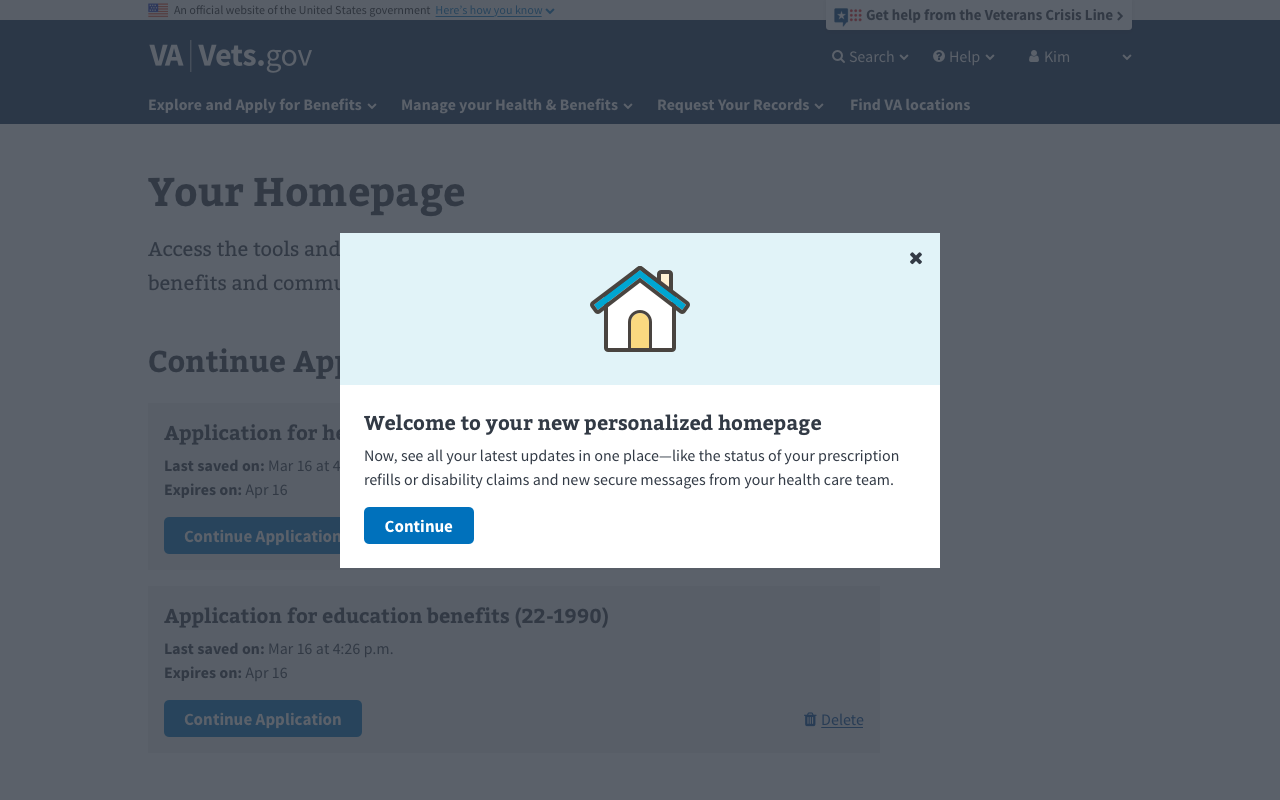 An official website of the United States government Here's how you know
Get help from the Veterans Crisis Line
VA Vets.gov
Search Help Kim
Explore and Apply for Benefits Manage your Health & Benefits Request Your Records Find VA locations
Your Homepage
Access the tools and
benefits and commu
Continue App
Application for he
Last saved on: Mar 16 at 4
Expires on: Apr 16
Continue Application
Welcome to your new personalized homepage
Now, see all your latest updates in one place—like the status of your prescription
refills or disability claims and new secure messages from your health care team.
Continue
Application for education benefits (22-1990)
Last saved on: Mar 16 at 4:26 p.m.
Expires on: Apr 16
Continue Application
Delete